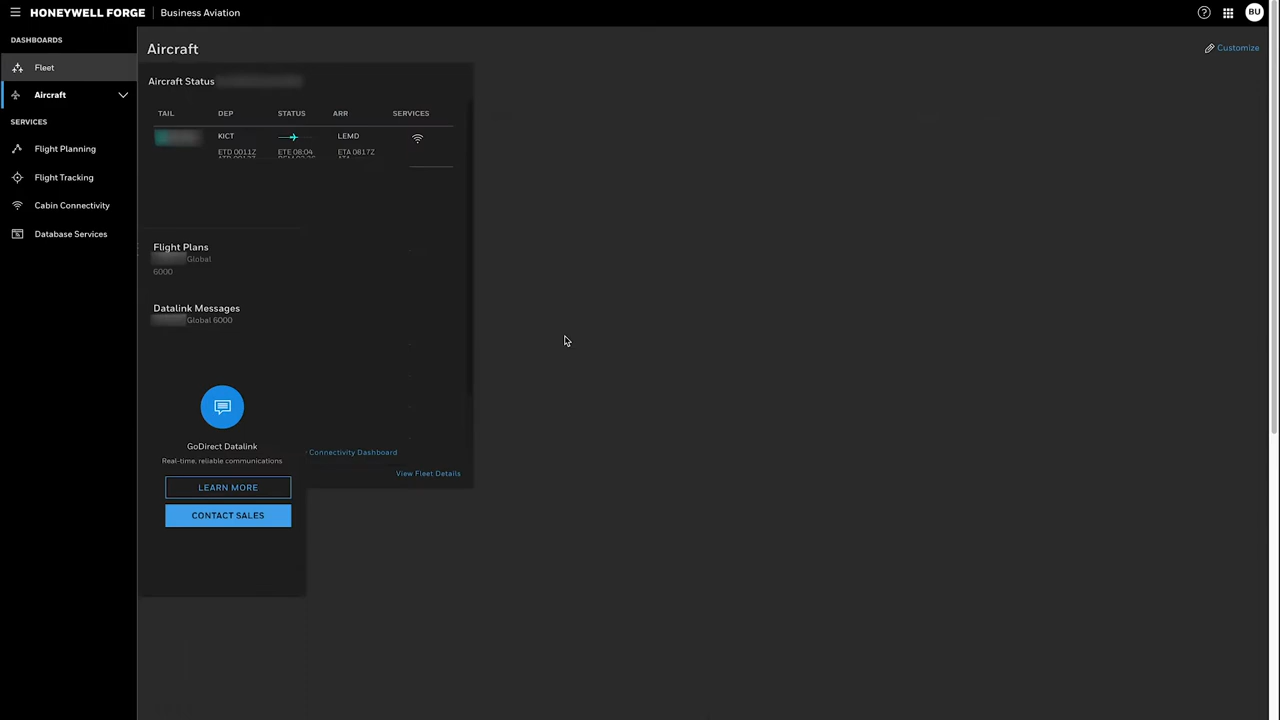 HONEYWELL FORGE
Business Aviation
BU
DASHBOARDS
Fleet
Aircraft
SERVICES
Flight Planning
Flight Tracking
Cabin Connectivity
Database Services
Aircraft
Customize
Aircraft Status
TAIL DEP STATUS ARR SERVICES
KICT LEMD
ETD 0011Z ETE 08:04 ETA 0817Z
Flight Plans
Global
6000
Datalink Messages
Global 6000
GoDirect Datalink
Real-time, reliable communications
Connectivity Dashboard
View Fleet Details
LEARN MORE
CONTACT SALES